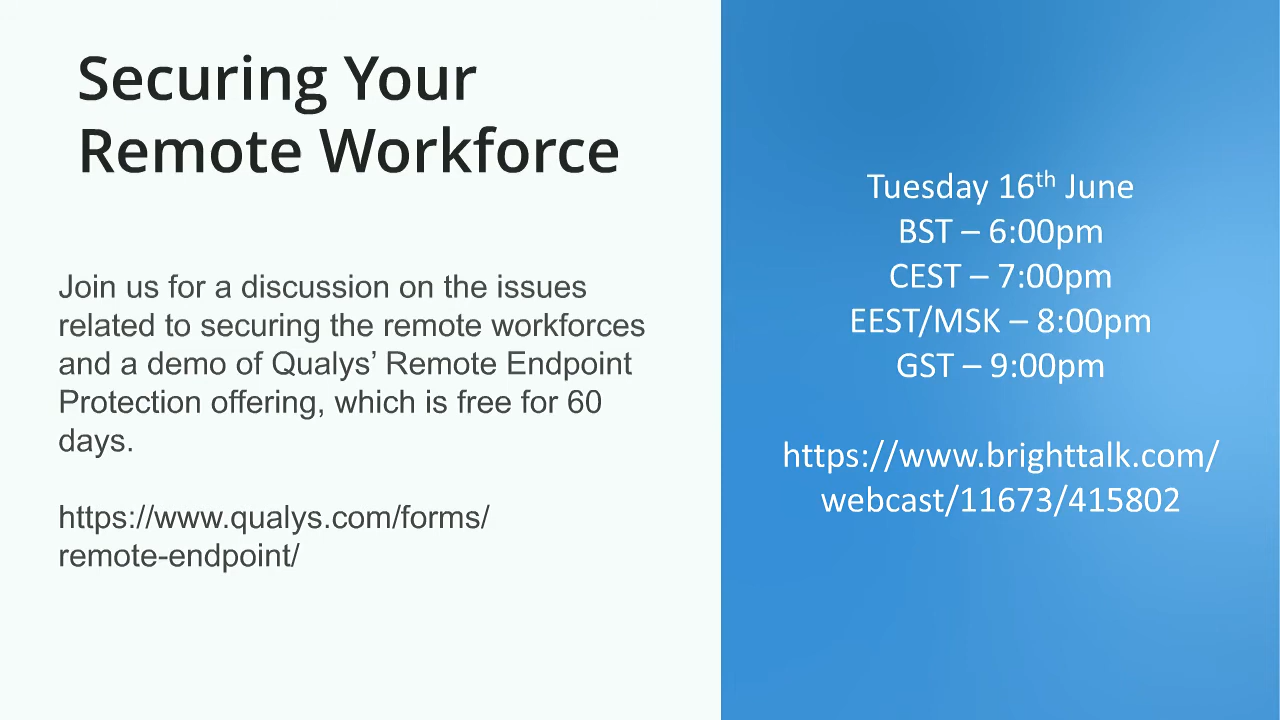 Securing Your
Remote Workforce
Join us for a discussion on the issues
related to securing the remote workforces
and a demo of Qualys’ Remote Endpoint
Protection offering, which is free for 60
days.
https://www.qualys.com/forms/
remote-endpoint/
Tuesday 16th June
BST – 6:00pm
CEST – 7:00pm
EEST/MSK – 8:00pm
GST – 9:00pm
https://www.brighttalk.com/
webcast/11673/415802